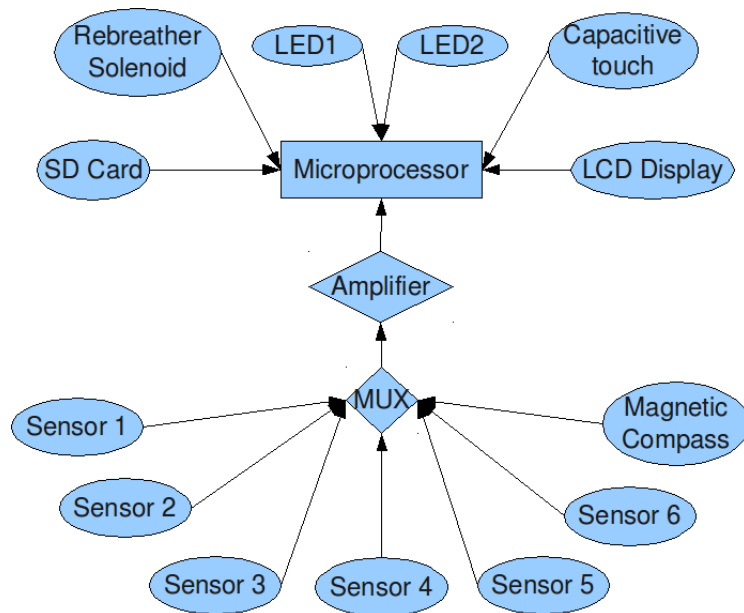 Rebreather
Solenoid
LED1
LED2
Capacitive
touch
SD Card
Microprocessor
LCD Display
Amplifier
MUX
Sensor 1
Magnetic
Compass
Sensor 2
Sensor 6
Sensor 3
Sensor 4
Sensor 5